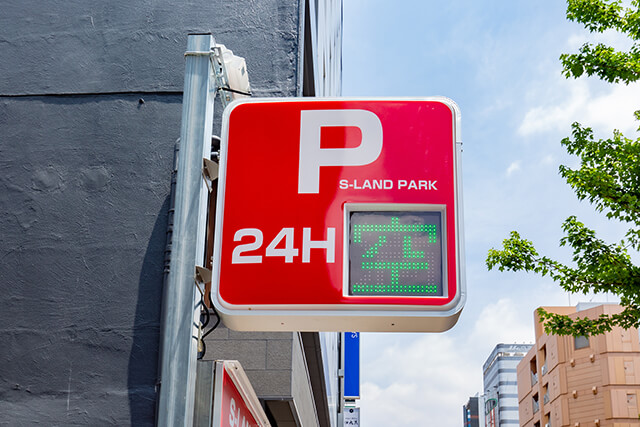 P
S-LAND PARK
24H
空
S-L